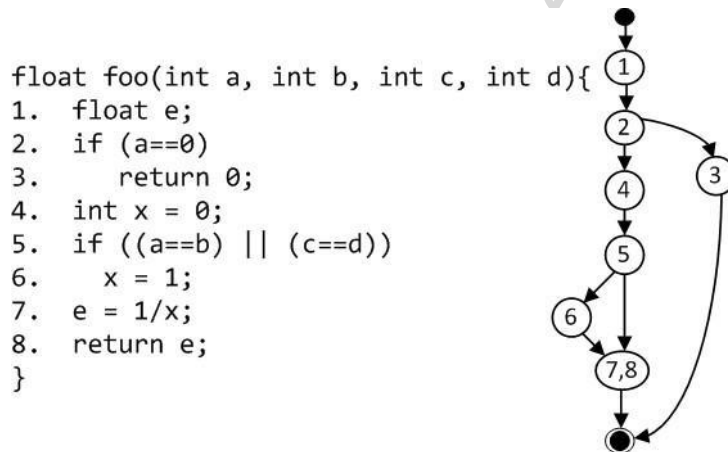 float foo(int a, int b, int c, int d){
1. float e;
2. if (a==0)
3. return 0;
4. int x = 0;
5. if ((a==b) || (c==d))
6. x = 1;
7. e = 1/x;
8. return e;
}
1
2
3
4
5
6
7,8